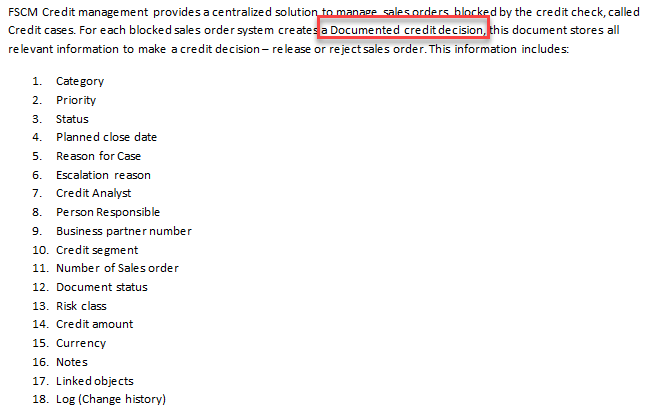 FSCM Credit management provides a centralized solution to manage sales orders blocked by the credit check, called
Credit cases. For each blocked sales order system creates a Documented credit decision, this document stores all
relevant information to make a credit decision – release or reject sales order. This information includes:
1. Category
2. Priority
3. Status
4. Planned close date
5. Reason for Case
6. Escalation reason
7. Credit Analyst
8. Person Responsible
9. Business partner number
10. Credit segment
11. Number of Sales order
12. Document status
13. Risk class
14. Credit amount
15. Currency
16. Notes
17. Linked objects
18. Log (Change history)